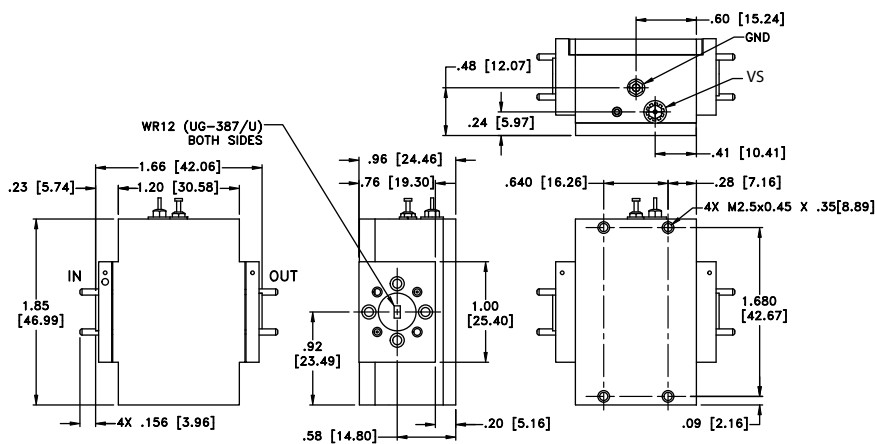 .60 [15.24]
GND
.48 [12.07]
VS
.24 [5.97]
.41 [10.41]
WR12 (UG-387/U)
BOTH SIDES
1.66 [42.06]
.96 [24.46]
.23 [5.74]
1.20 [30.58]
.76 [19.30]
.640 [16.26]
.28 [7.16]
4X M2.5x0.45 X .35[8.89]
IN
OUT
1.85
[46.99]
1.00
[25.40]
1.680
[42.67]
.92
[23.49]
4X .156 [3.96]
.58 [14.80]
.20 [5.16]
.09 [2.16]